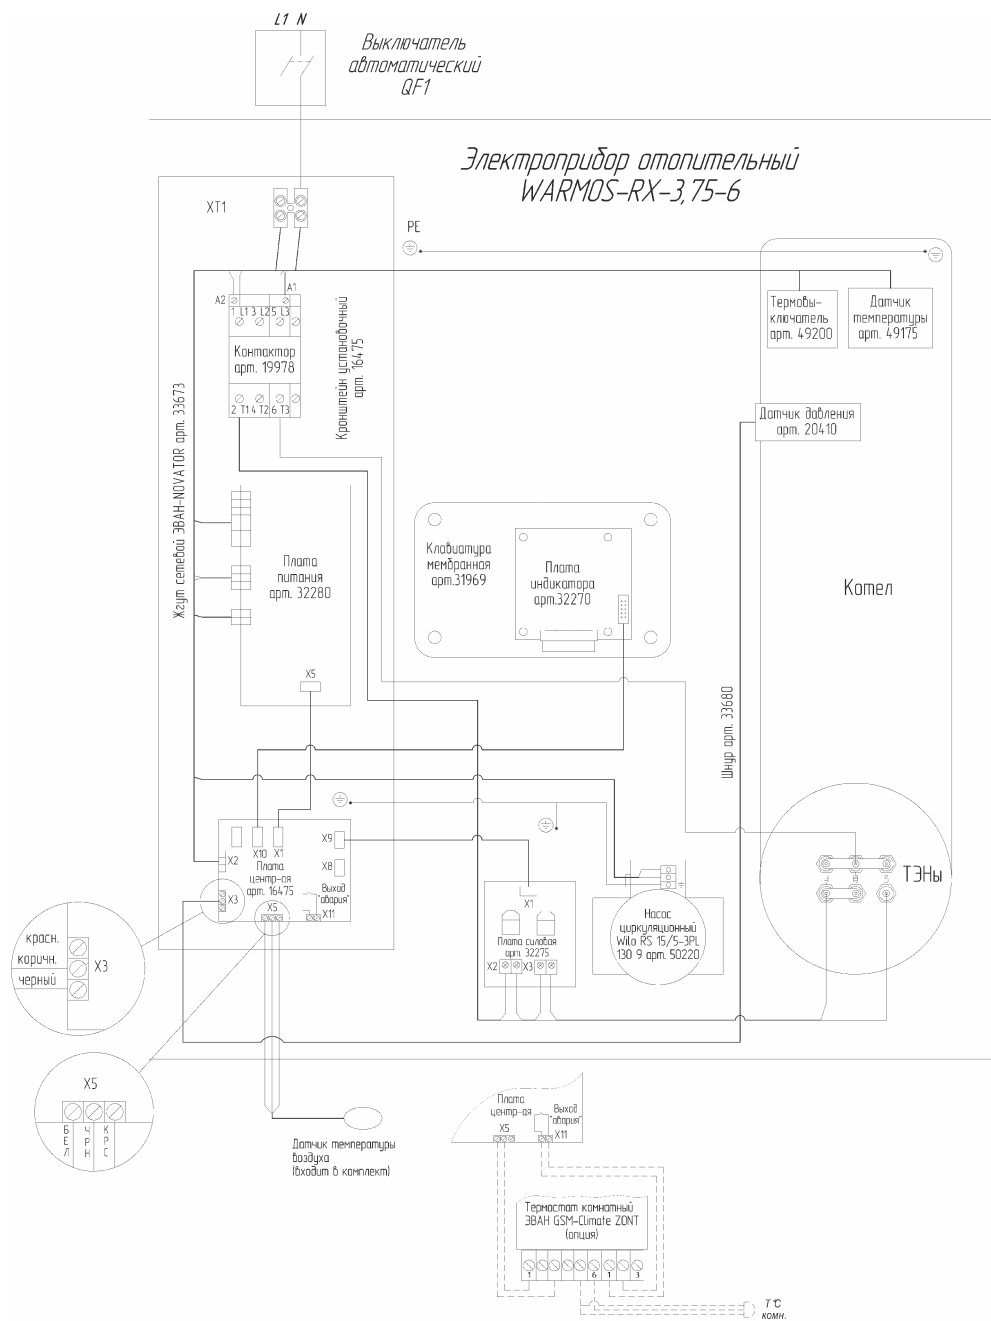 L1 N
Выключатель
автоматический
QF1
Электроприбор отопительный
WARMOS-RX-3,75-6
XT1
PE
A2
A1
1 L1 3 L2 5 L3
Контактор
арт. 19978
2 T1 4 T2 6 T3
Кронштейн установочный
арт. 16475
Термовы-
ключатель
арт. 49200
Датчик
температуры
арт. 49175
Датчик давления
арт. 20410
Жгут сетевой ЭВАН-NOVATOR арт. 33673
Плата
питания
арт. 32280
X5
Клавиатура
мембранная
арт.31969
Плата
индикатора
арт.32270
Котел
Шнур арт. 33680
X2
X10
X1
X9
X8
Плата
центр-ая
арт. 16475
Выход
"авария"
X3
X5
X11
X1
Плата силовая
арт. 32275
X2
X3
Насос
циркуляционный
Wilo RS 15/5-3PL
130 9 арт. 50220
ТЭНы
красн.
коричн.
черный
X3
X5
БЕЛ
ЧРН
КРС
Датчик температуры
воздуха
(входит в комплект)
Плата
центр-ая
Выход
"авария"
X5
X11
Термостат комнатный
ЭВАН GSM-Climate ZONT
(опция)
1
6
1
3
T°C
комн.